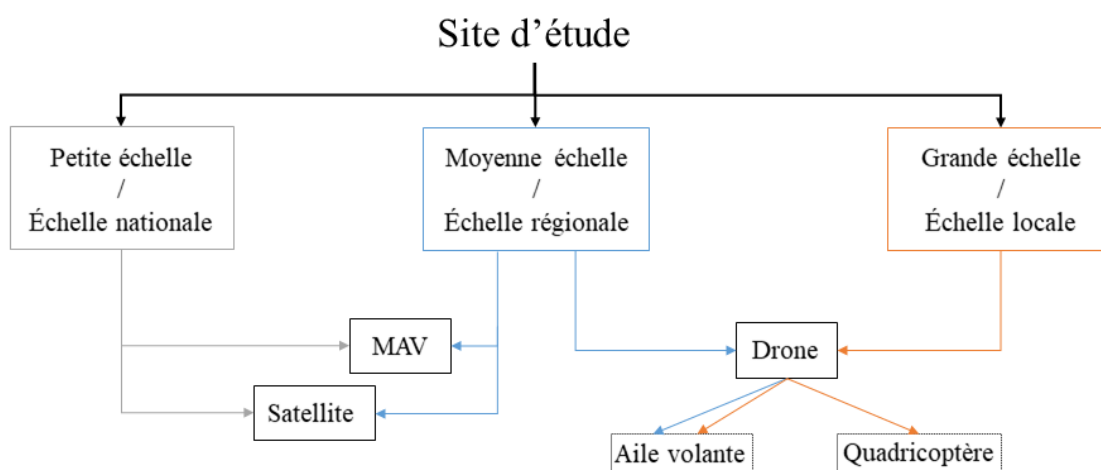 Site d’étude
Petite échelle
/
Échelle nationale
Moyenne échelle
/
Échelle régionale
Grande échelle
/
Échelle locale
MAV
Drone
Satellite
Aile volante
Quadricoptère